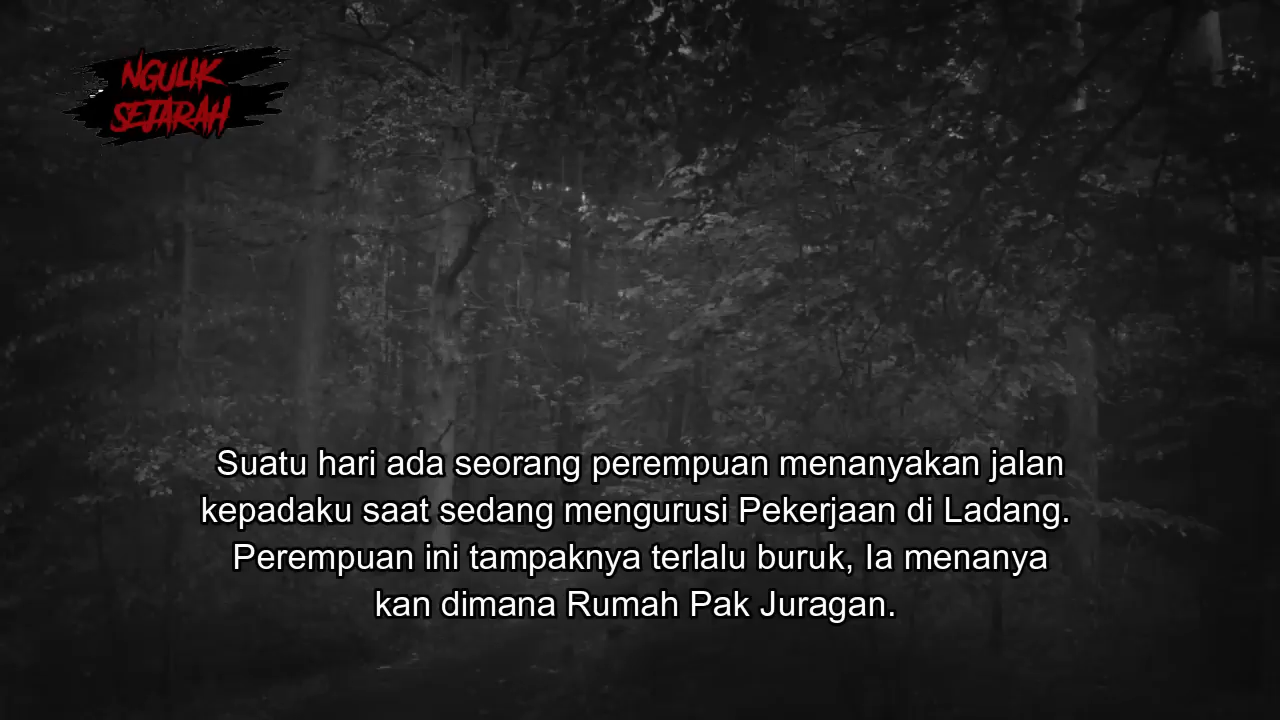 NGULIK
SEJARAH
Suatu hari ada seorang perempuan menanyakan jalan
kepadaku saat sedang mengurusi Pekerjaan di Ladang.
Perempuan ini tampaknya terlalu buruk, Ia menanya
kan dimana Rumah Pak Juragan.